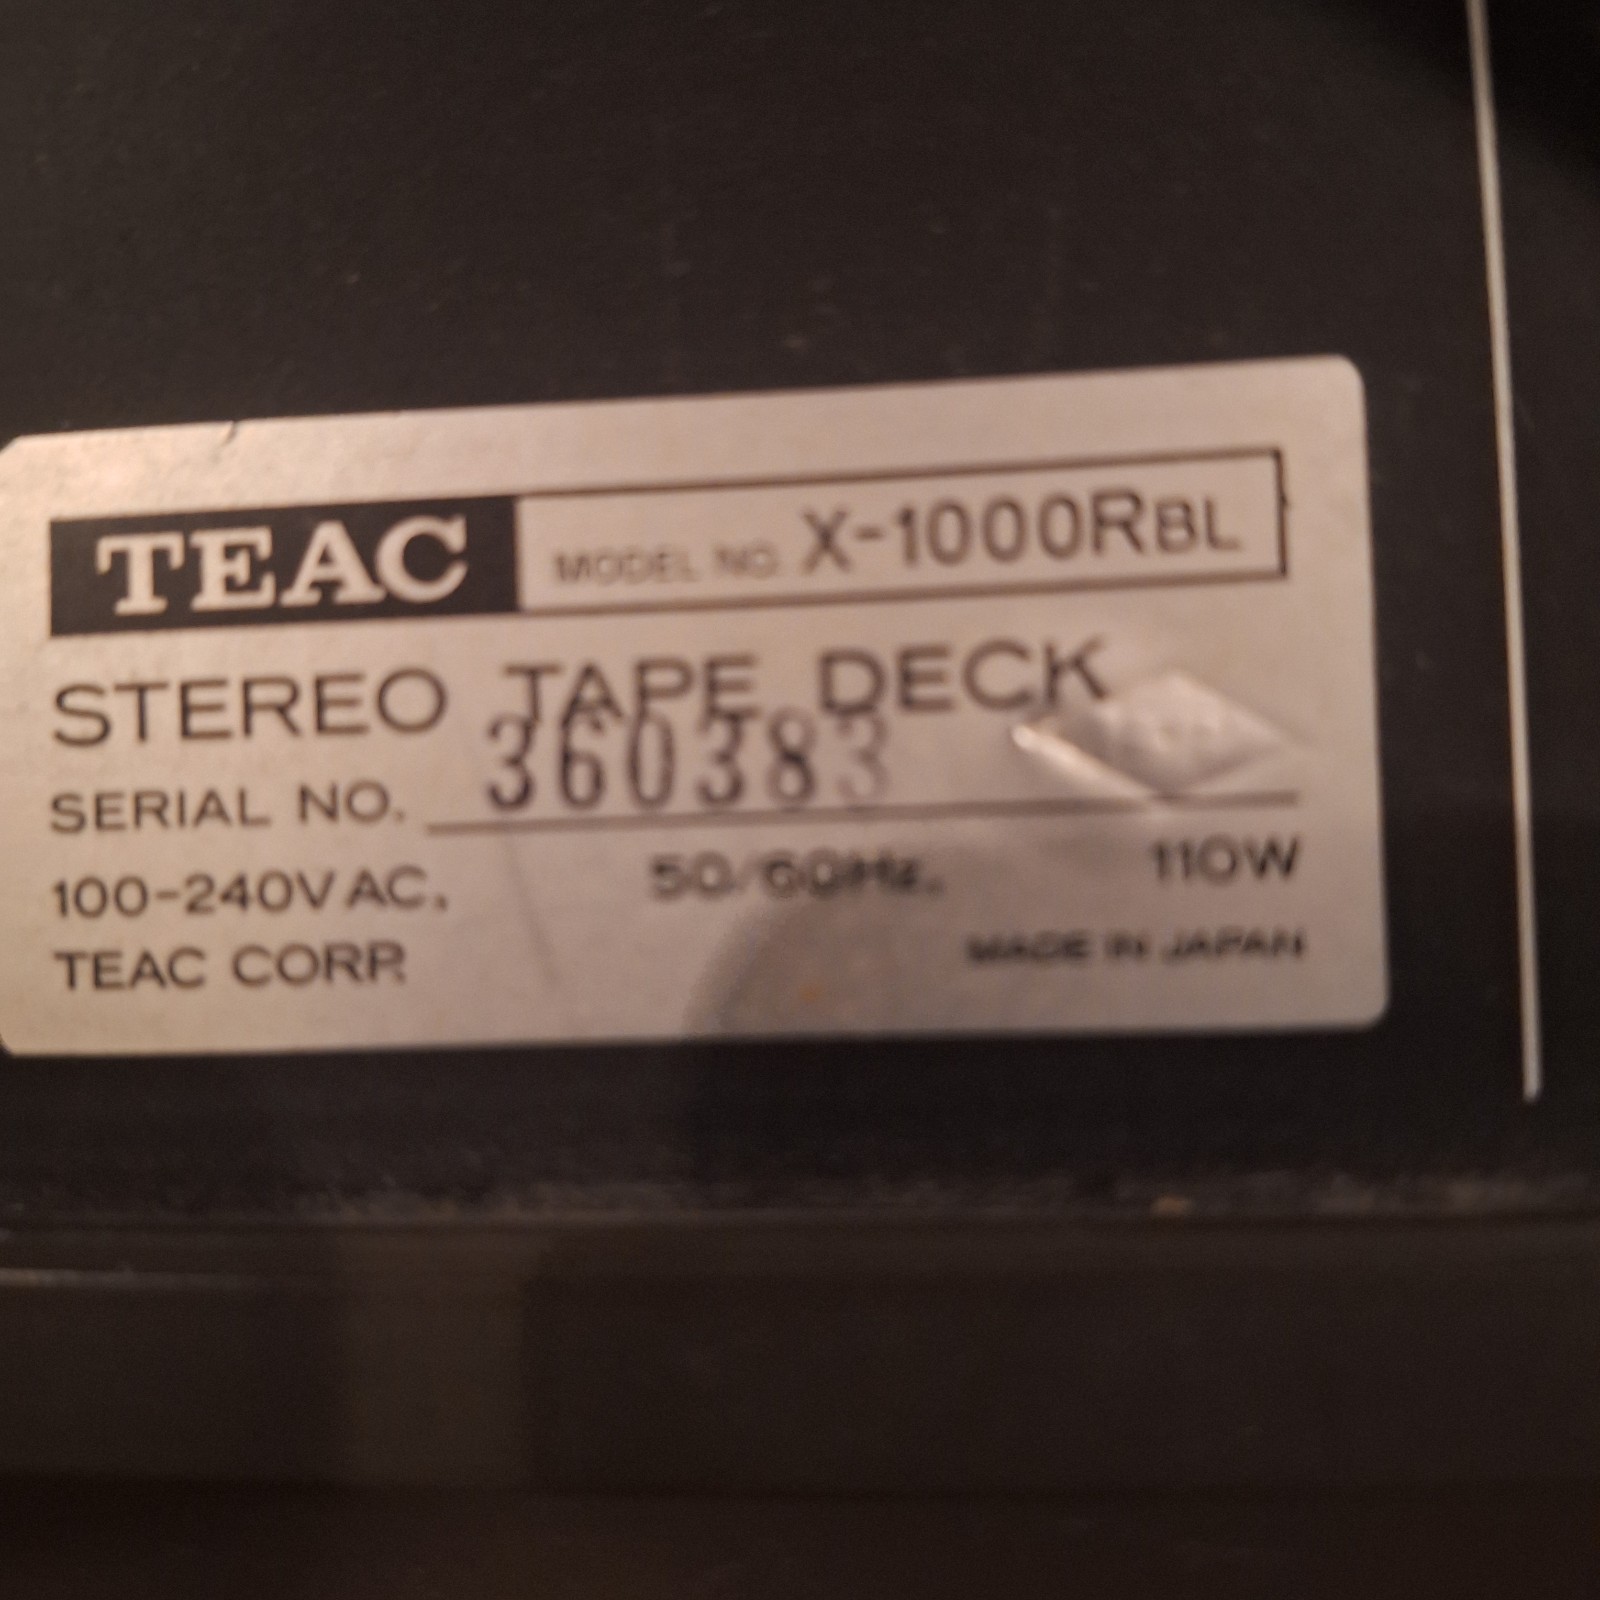 TEAC MODEL NO. X-1000RBL
STEREO TAPE DECK
SERIAL NO. 360383
100-240V AC. 50/60Hz. 110W
TEAC CORP. MADE IN JAPAN